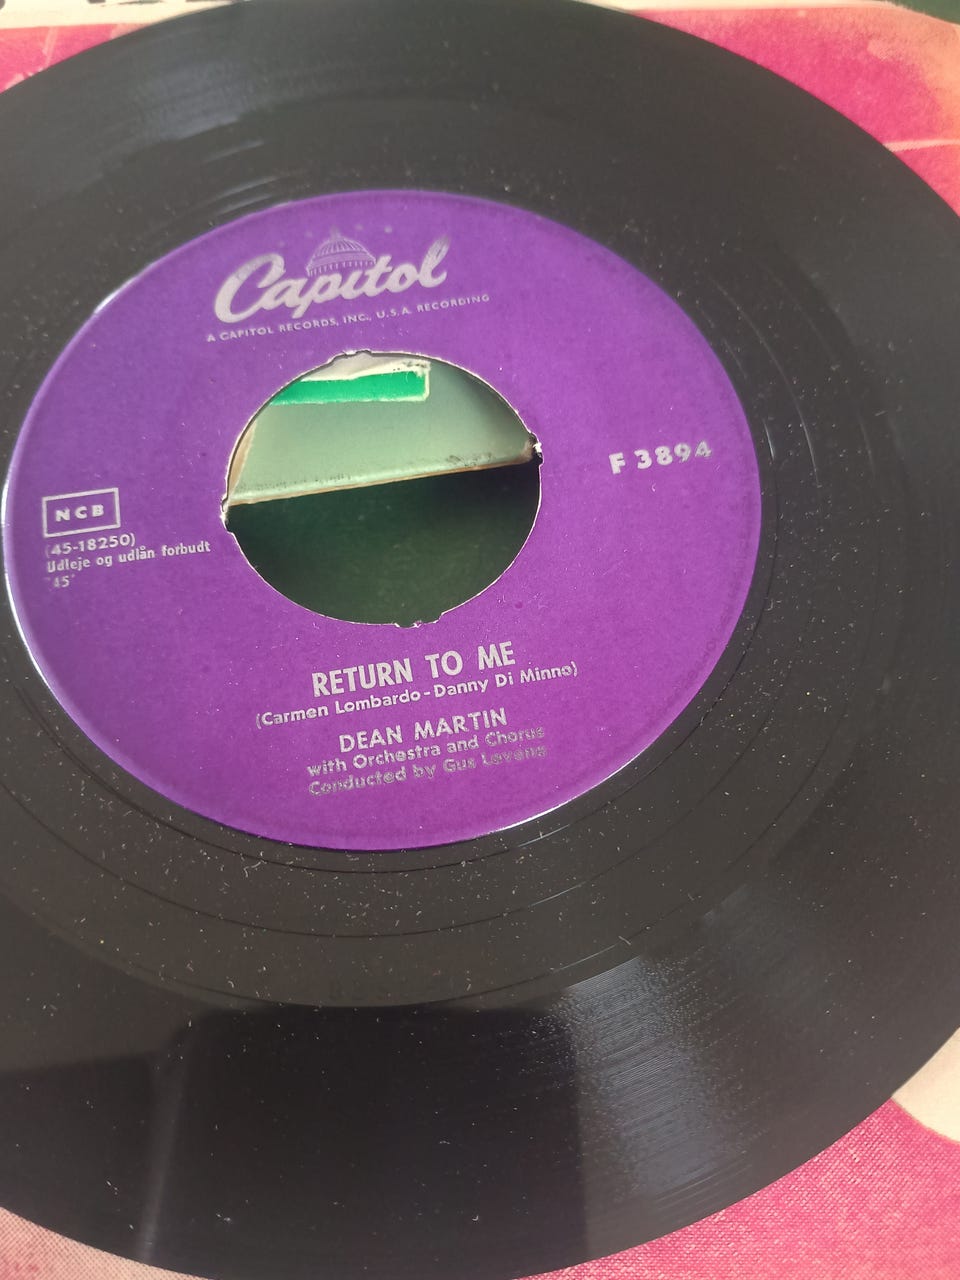 Capitol
A CAPITOL RECORDS, INC., U.S.A. RECORDING
F 3894
NCB
(45-18250)
Udleje og udlån forbudt
"45"
RETURN TO ME
(Carmen Lombardo - Danny Di Minno)
DEAN MARTIN
with Orchestra and Chorus
Conducted by Gus Levene